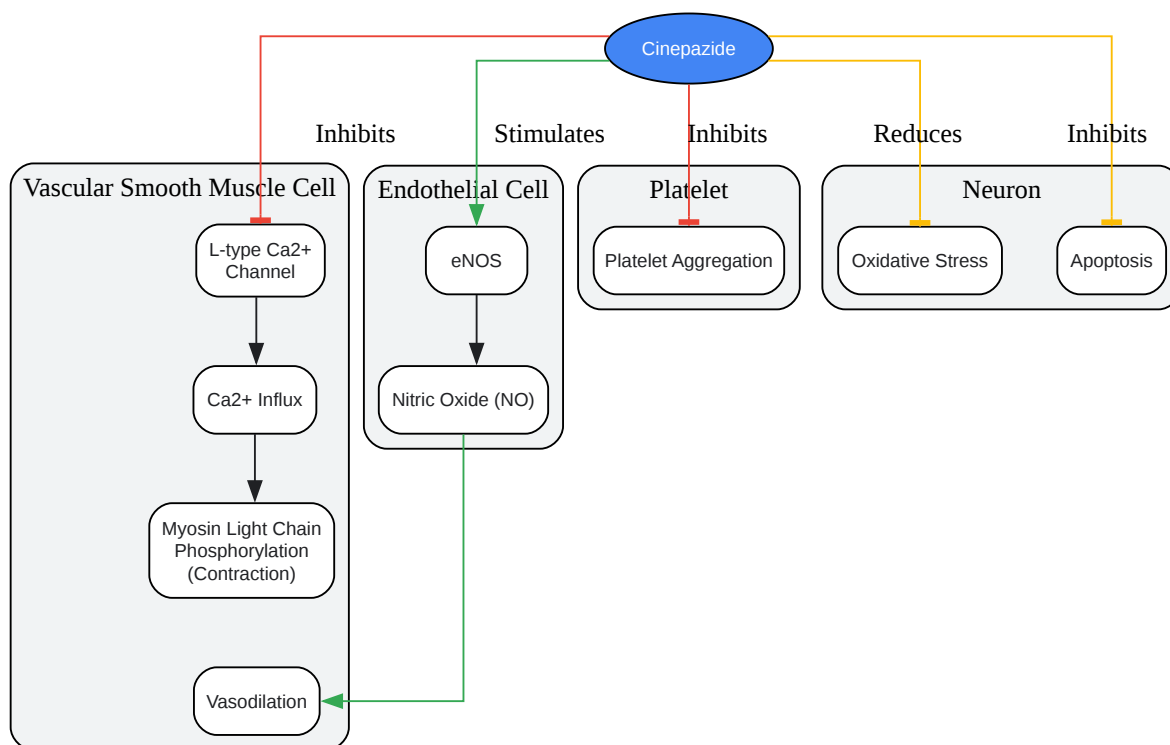 Cinepazide
Inhibits
Stimulates
Inhibits
Reduces
Inhibits
Vascular Smooth Muscle Cell
Endothelial Cell
Platelet
Neuron
L-type Ca2+
Channel
eNOS
Platelet Aggregation
Oxidative Stress
Apoptosis
Ca2+ Influx
Nitric Oxide (NO)
Myosin Light Chain
Phosphorylation
(Contraction)
Vasodilation